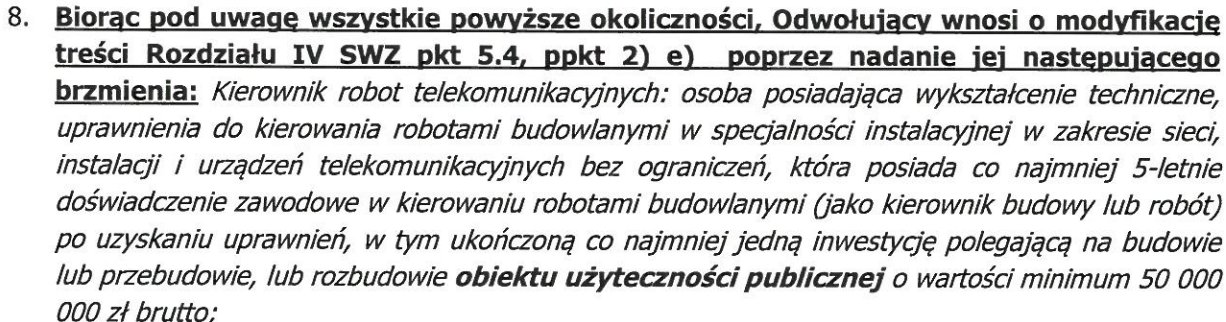 8. Biorąc pod uwagę wszystkie powyższe okoliczności, Odwołujący wnosi o modyfikację
treści Rozdziału IV SWZ pkt 5.4, ppkt 2) e) poprzez nadanie jej następującego
brzmienia: Kierownik robot telekomunikacyjnych: osoba posiadająca wykształcenie techniczne,
uprawnienia do kierowania robotami budowlanymi w specjalności instalacyjnej w zakresie sieci,
instalacji i urządzeń telekomunikacyjnych bez ograniczeń, która posiada co najmniej 5-letnie
doświadczenie zawodowe w kierowaniu robotami budowlanymi (jako kierownik budowy lub robót)
po uzyskaniu uprawnień, w tym ukończoną co najmniej jedną inwestycję polegającą na budowie
lub przebudowie, lub rozbudowie obiektu użyteczności publicznej o wartości minimum 50 000
000 zł brutto;